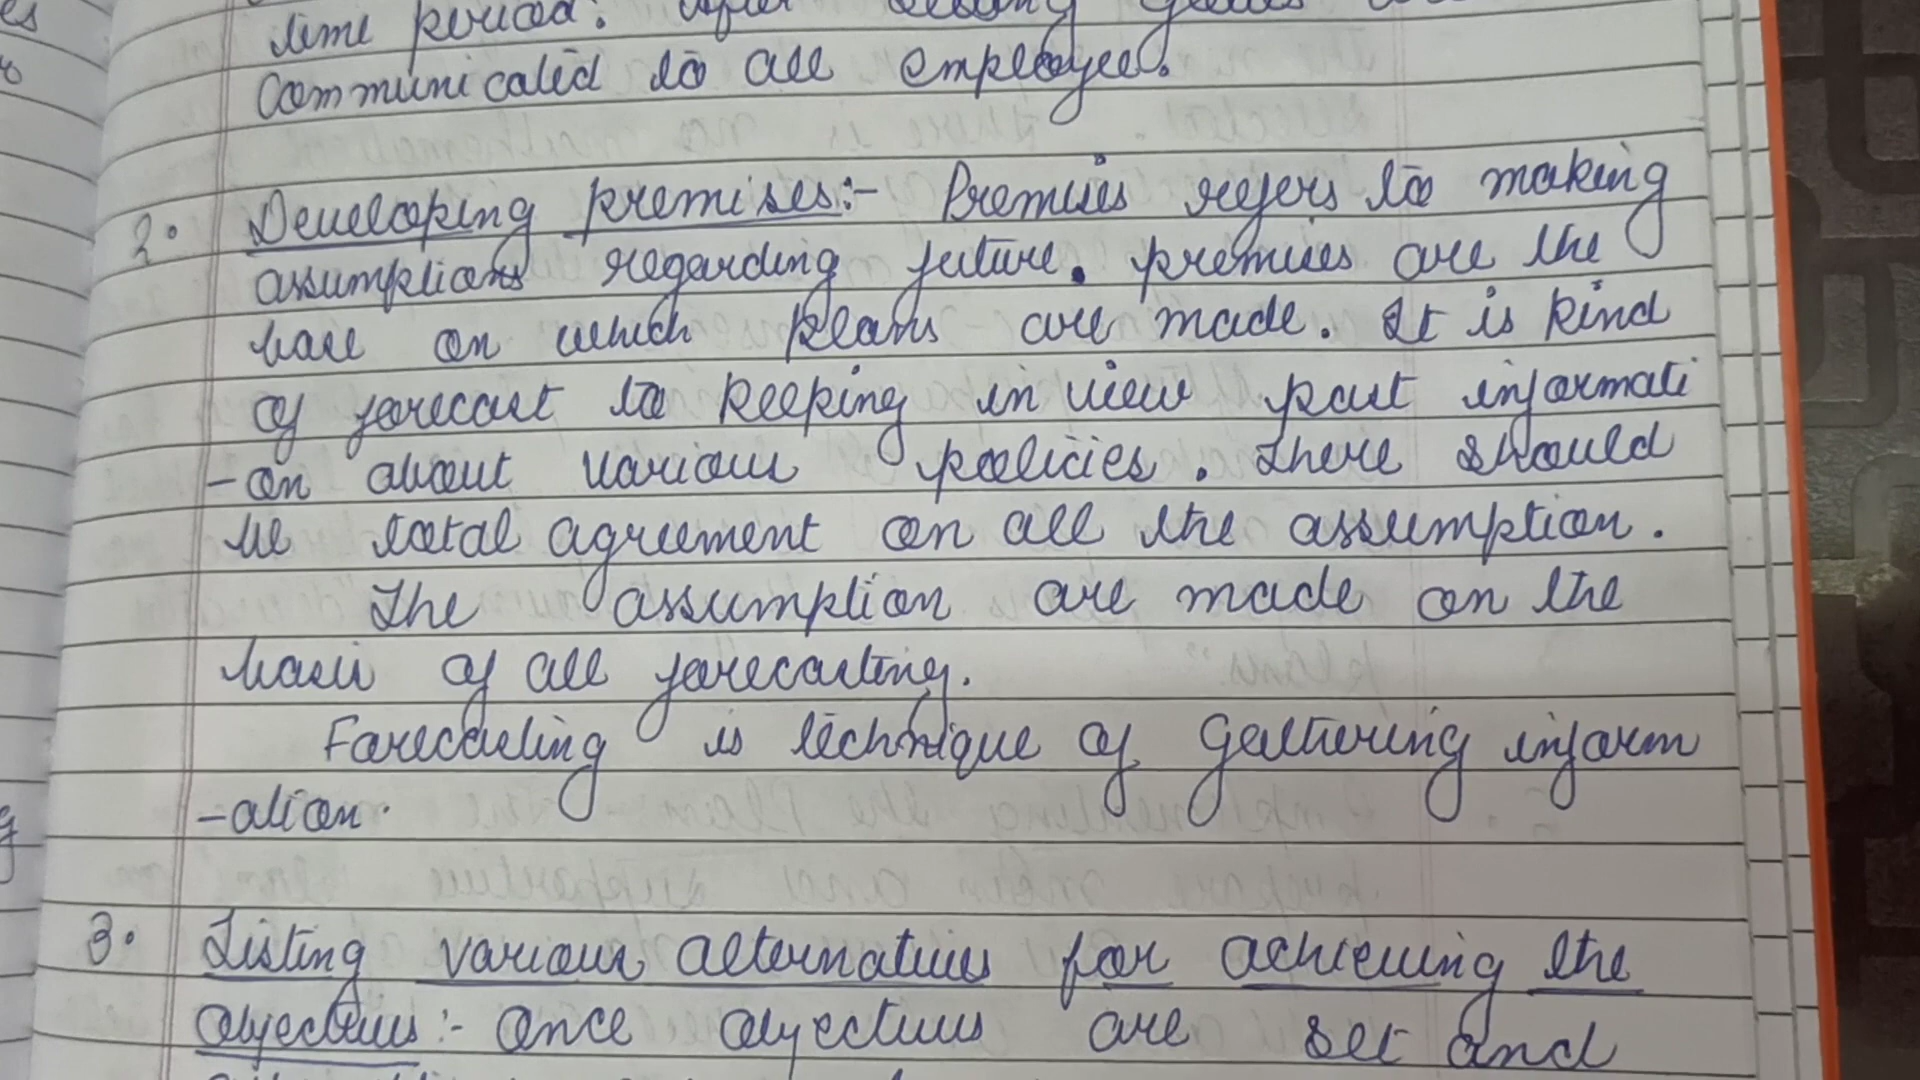 time period. After setting
communicated to all employee.
2. Developing premises:- Premises refers to making
assumptions regarding future. premises are the
base on which plans are made. It is kind
of forecast to keeping in view past informati
-on about various policies. There should
be total agreement on all the assumption.
The assumption are made on the
basis of all forecasting.
Forecasting is technique of gathering inform
-ation.
3. Listing various alternatives for achieving the
objectives:- once objectives are set and